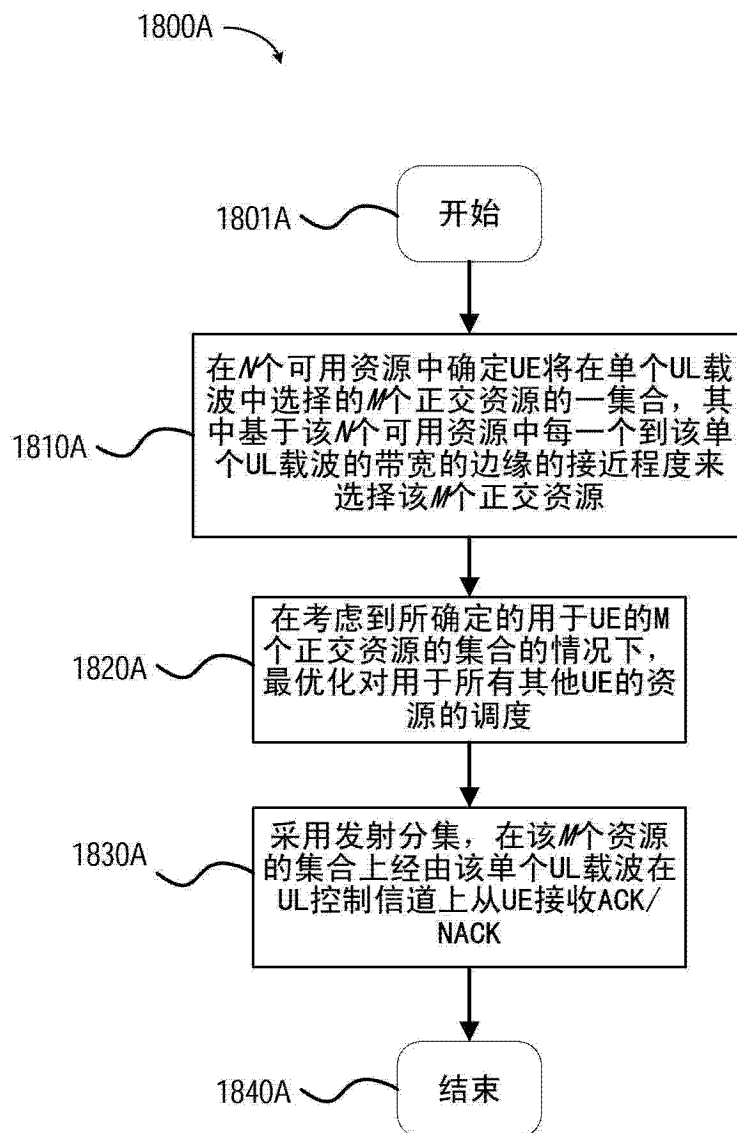 1800A
1801A
开始
1810A
在N个可用资源中确定UE将在单个UL载
波中选择的M个正交资源的一集合，其
中基于该N个可用资源中每一个到该单
个UL载波的带宽的边缘的接近程度来
选择该M个正交资源
1820A
在考虑到所确定的用于UE的M
个正交资源的集合的情况下，
最优化对用于所有其他UE的资
源的调度
1830A
采用发射分集，在该M个资源
的集合上经由该单个UL载波在
UL控制信道上从UE接收ACK/
NACK
1840A
结束